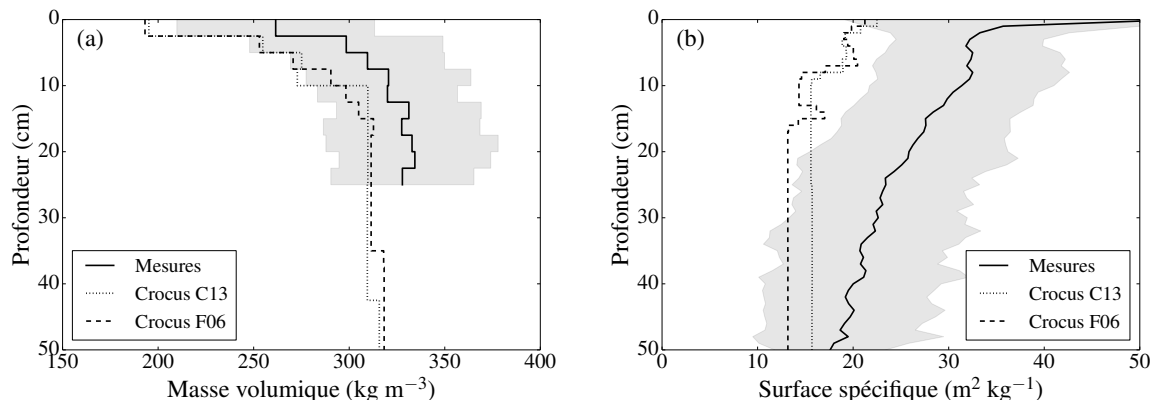 (a)
0
10
20
30
40
50
Profondeur (cm)
Mesures
Crocus C13
Crocus F06
150 200 250 300 350 400
Masse volumique (kg m−3)
(b)
0
10
20
30
40
50
Profondeur (cm)
Mesures
Crocus C13
Crocus F06
0 10 20 30 40 50
Surface spécifique (m2 kg−1)